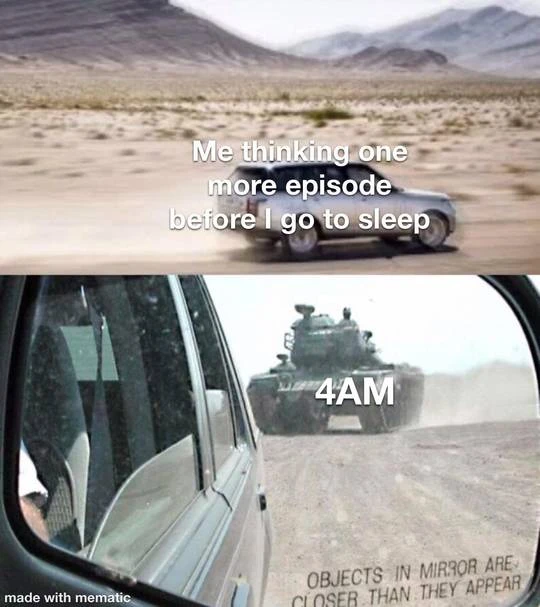 Me thinking one
more episode
before I go to sleep
4AM
OBJECTS IN MIRROR ARE
CLOSER THAN THEY APPEAR
made with mematic